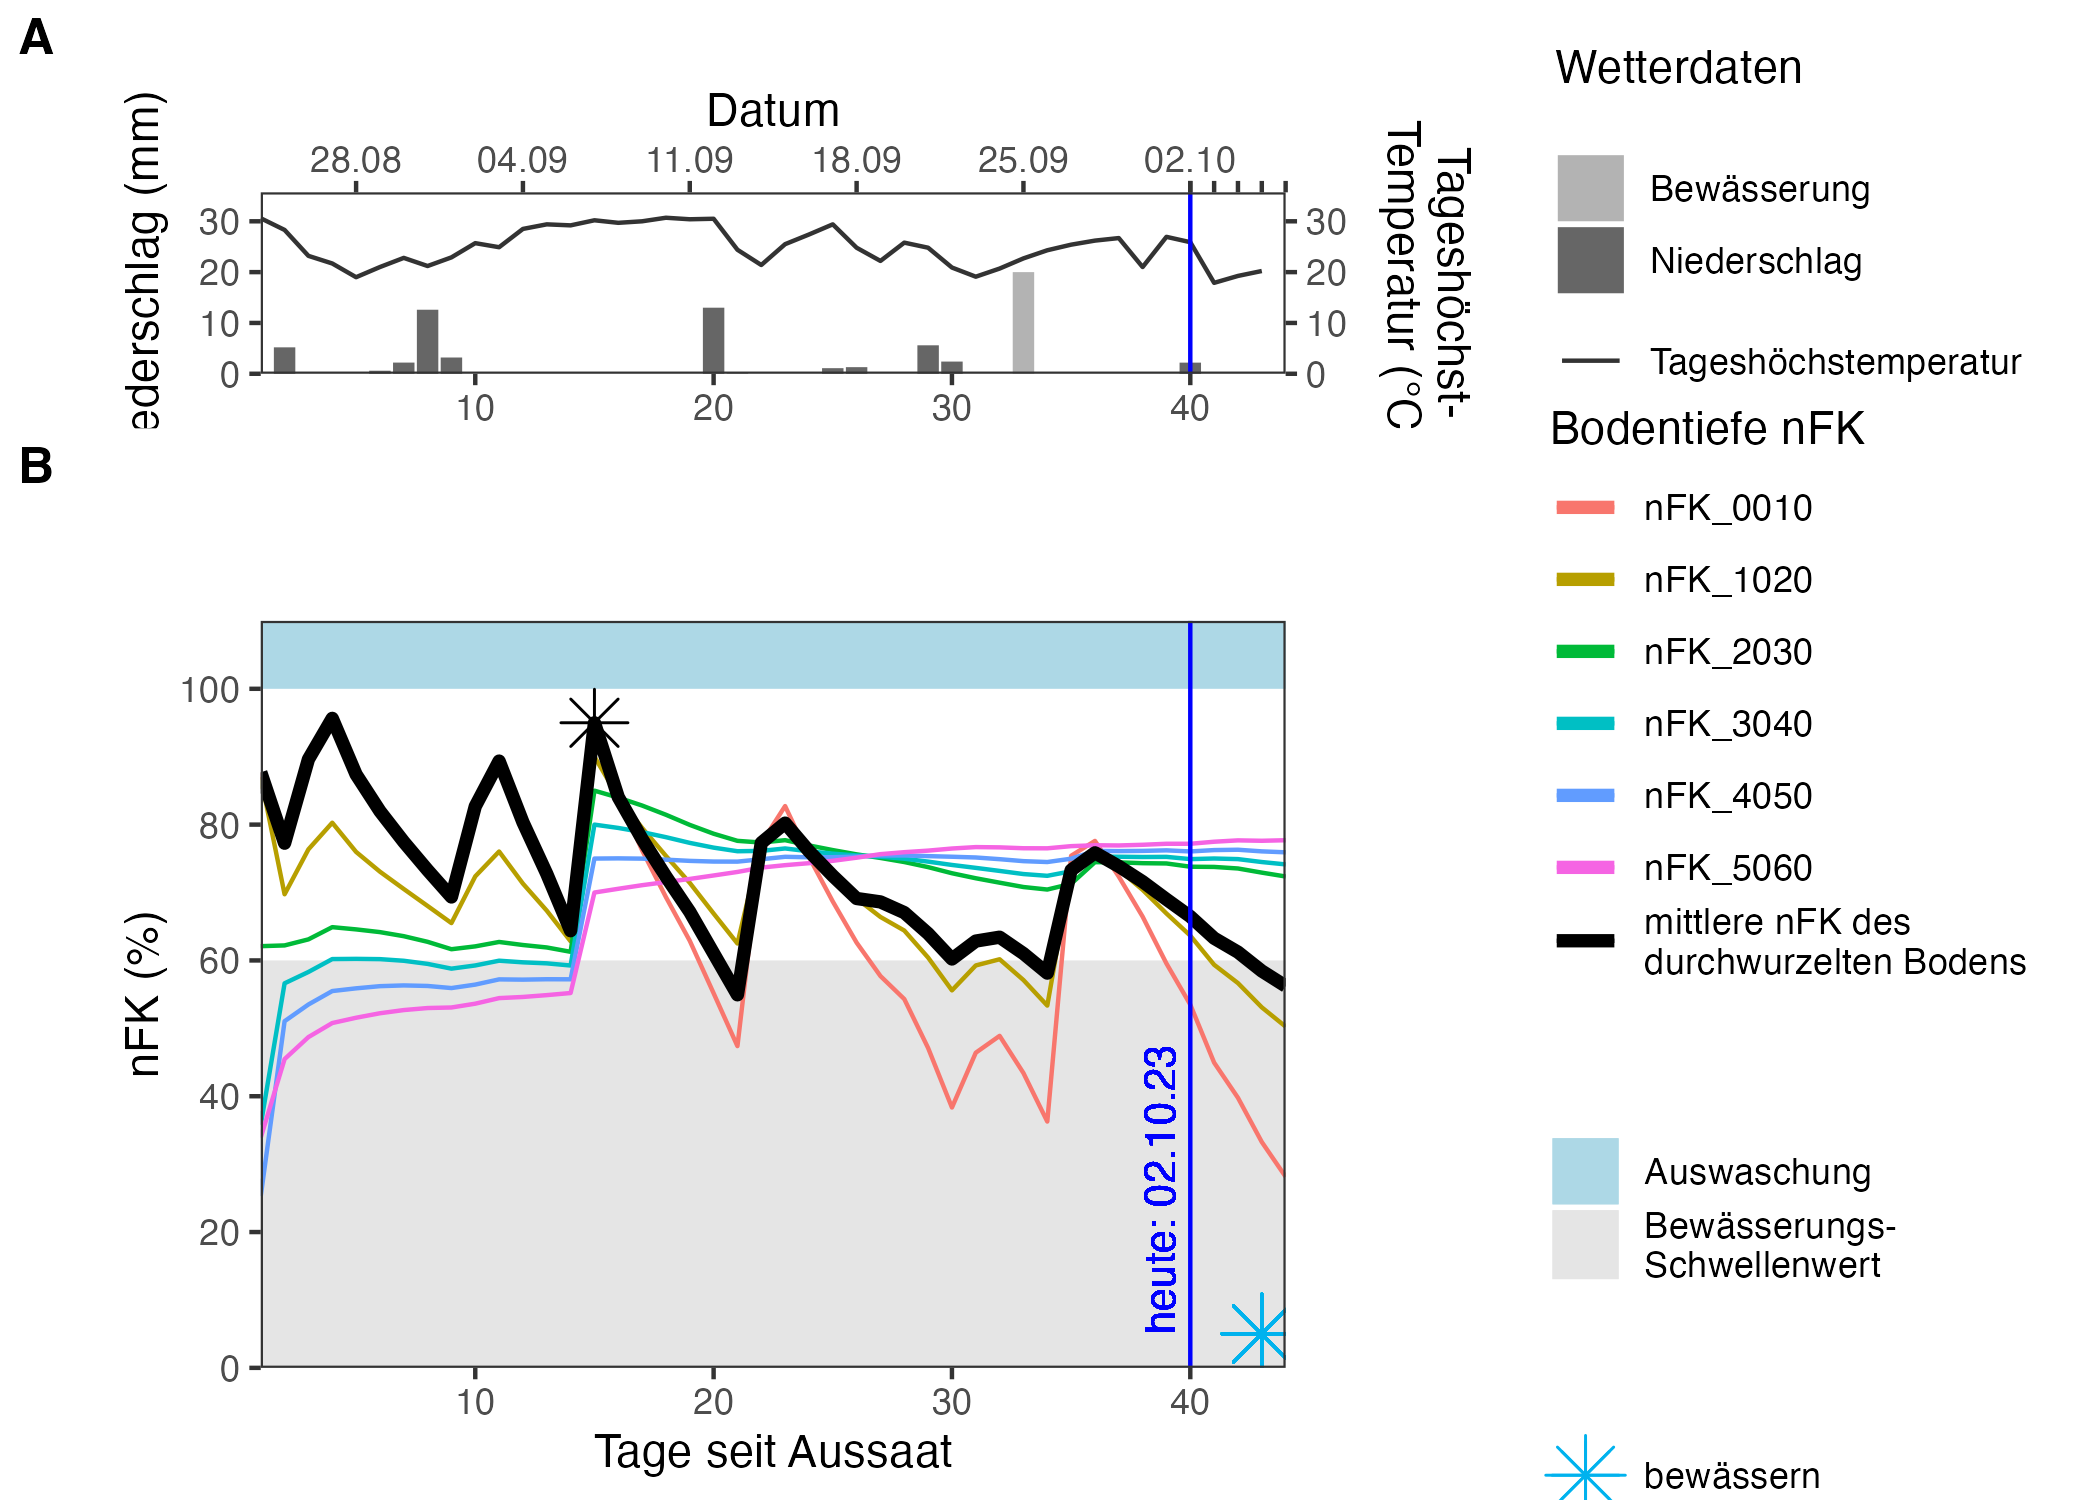 A
Datum
28.08 04.09 11.09 18.09 25.09 02.10
ederschlag (mm)
30
20
10
0
30
20
10
0
Tageshöchst-
Temperatur (°C
10 20 30 40
Wetterdaten
Bewässerung
Niederschlag
Tageshöchstemperatur
B
nFK (%)
100
80
60
40
20
0
heute: 02.10.23
10 20 30 40
Tage seit Aussaat
Bodentiefe nFK
nFK_0010
nFK_1020
nFK_2030
nFK_3040
nFK_4050
nFK_5060
mittlere nFK des
durchwurzelten Bodens
Auswaschung
Bewässerungs-
Schwellenwert
bewässern